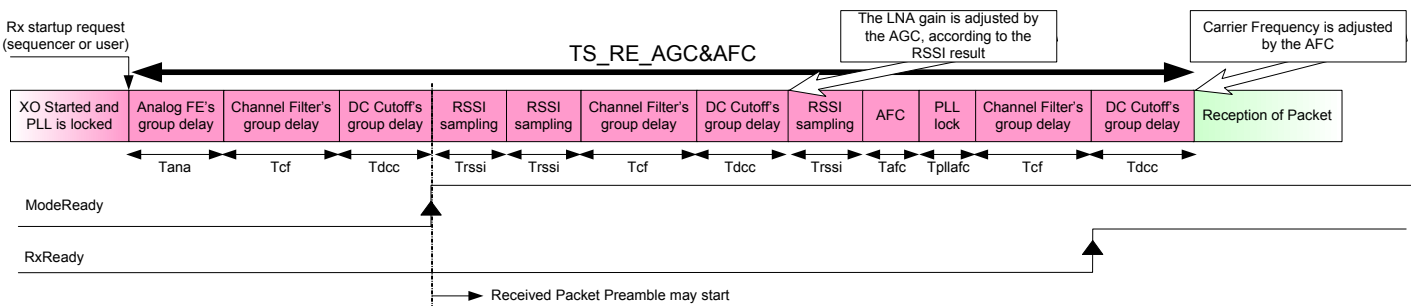 Rx startup request
(sequencer or user)
TS_RE_AGC&AFC
The LNA gain is adjusted by
the AGC, according to the
RSSI result
Carrier Frequency is adjusted
by the AFC
XO Started and
PLL is locked
Analog FE's
group delay
Channel Filter's
group delay
DC Cutoff's
group delay
RSSI
sampling
RSSI
sampling
Channel Filter's
group delay
DC Cutoff's
group delay
RSSI
sampling
AFC
PLL
lock
Channel Filter's
group delay
DC Cutoff's
group delay
Reception of Packet
Tana
Tcf
Tdcc
Trssi
Trssi
Tcf
Tdcc
Trssi
Tafc
Tpllafc
Tcf
Tdcc
ModeReady
RxReady
Received Packet Preamble may start